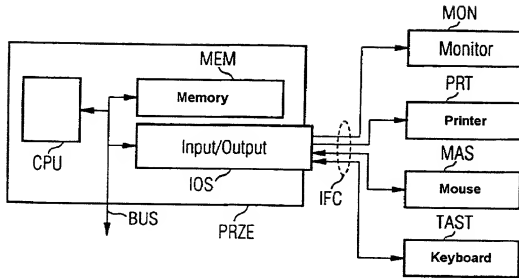 MON
Monitor
MEM
Memory
PRT
Printer
CPU
Input/Output
IOS
IFC
MAS
Mouse
BUS
PRZE
TAST
Keyboard